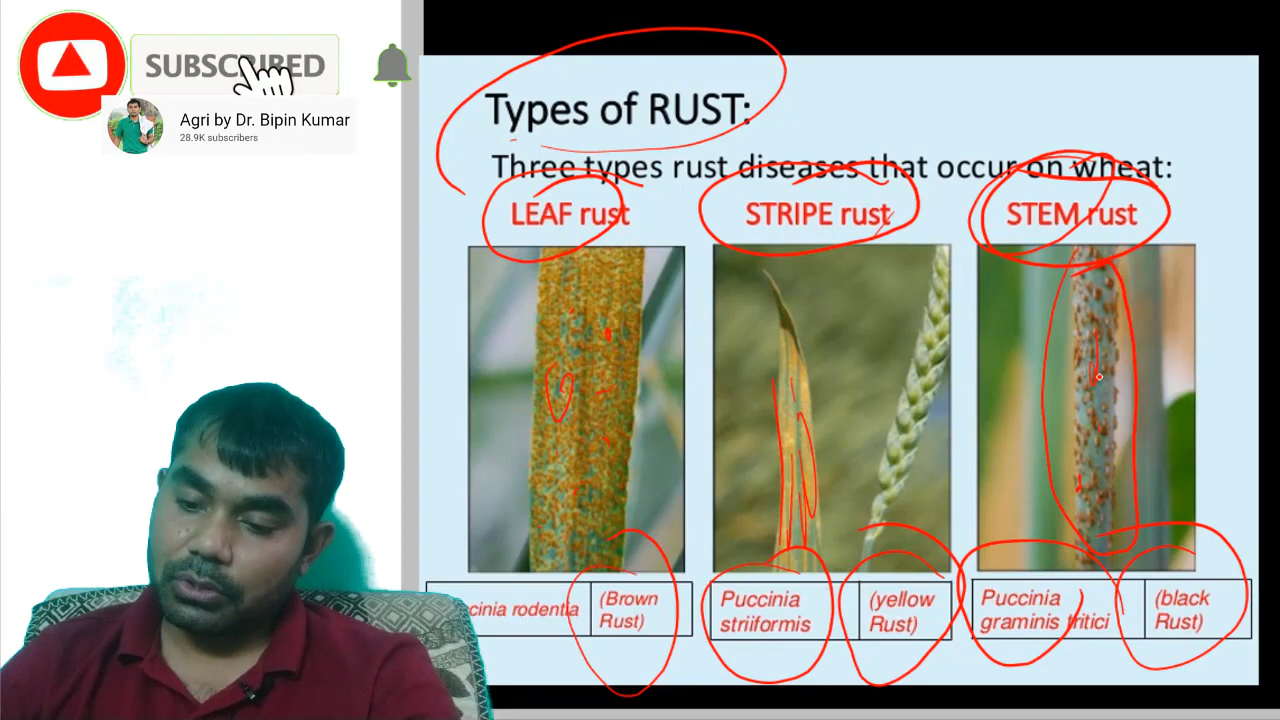 SUBSCRIBED
Agri by Dr. Bipin Kumar
28.9K subscribers
Types of RUST:
Three types rust diseases that occur on wheat:
LEAF rust
STRIPE rust
STEM rust
rodentia
(Brown
Rust)
Puccinia
striiformis
(yellow
Rust)
Puccinia
graminis tritici
(black
Rust)